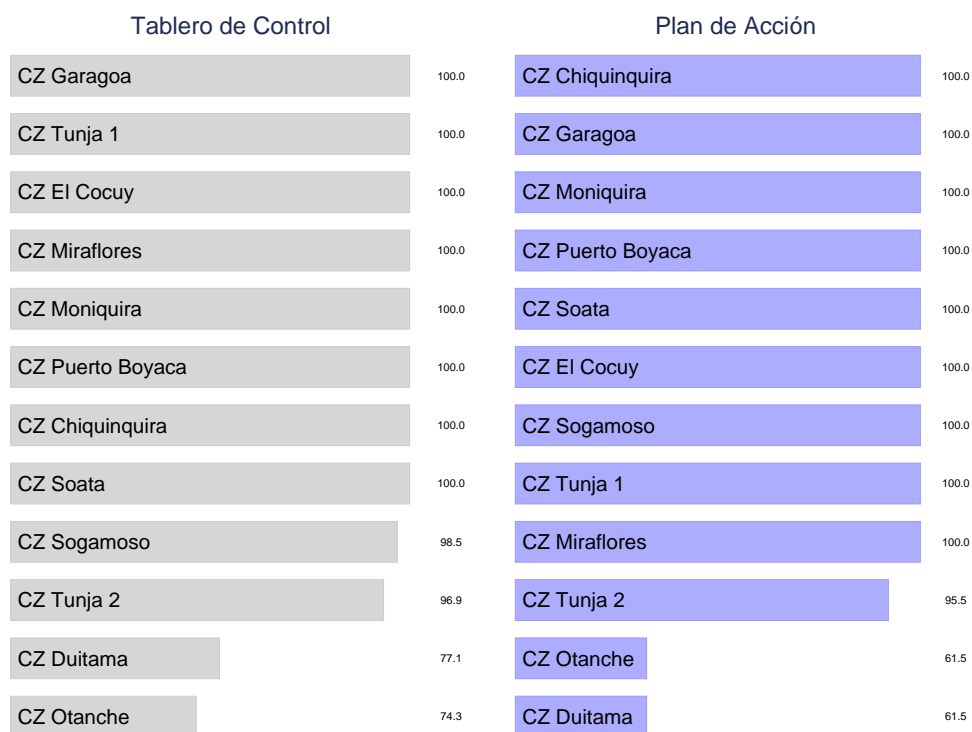 Tablero de Control
CZ Garagoa 100.0
CZ Tunja 1 100.0
CZ El Cocuy 100.0
CZ Miraflores 100.0
CZ Moniquira 100.0
CZ Puerto Boyaca 100.0
CZ Chiquinquira 100.0
CZ Soata 100.0
CZ Sogamoso 98.5
CZ Tunja 2 96.9
CZ Duitama 77.1
CZ Otanche 74.3
Plan de Acción
CZ Chiquinquira 100.0
CZ Garagoa 100.0
CZ Moniquira 100.0
CZ Puerto Boyaca 100.0
CZ Soata 100.0
CZ El Cocuy 100.0
CZ Sogamoso 100.0
CZ Tunja 1 100.0
CZ Miraflores 100.0
CZ Tunja 2 95.5
CZ Otanche 61.5
CZ Duitama 61.5